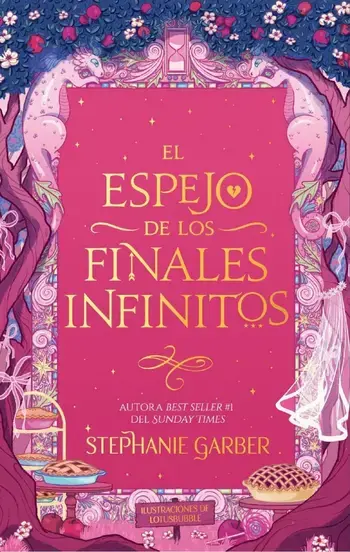 EL
ESPEJO
DE LOS
FINALES
INFINITOS
AUTORA BEST SELLER #1
DEL SUNDAY TIMES
STEPHANIE GARBER
ILUSTRACIONES DE
LOTUSBUBBLE